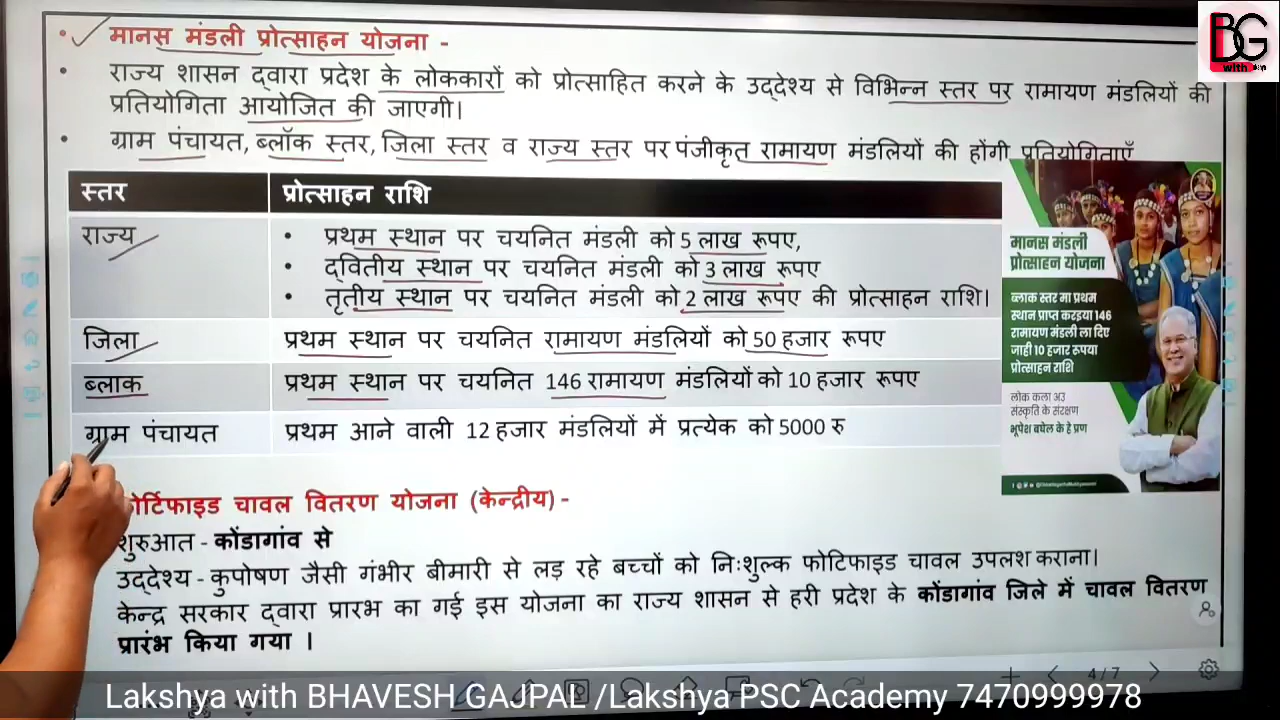 BG
with
मानस मंडली प्रोत्साहन योजना -
राज्य शासन द्वारा प्रदेश के लोककारों को प्रोत्साहित करने के उद्देश्य से विभिन्न स्तर पर रामायण मंडलियों की
प्रतियोगिता आयोजित की जाएगी।
ग्राम पंचायत, ब्लॉक स्तर, जिला स्तर व राज्य स्तर पर पंजीकृत रामायण मंडलियों की होंगी प्रतियोगिताएँ
स्तर प्रोत्साहन राशि
राज्य • प्रथम स्थान पर चयनित मंडली को 5 लाख रूपए,
• द्वितीय स्थान पर चयनित मंडली को 3 लाख रूपए
• तृतीय स्थान पर चयनित मंडली को 2 लाख रूपए की प्रोत्साहन राशि।
जिला प्रथम स्थान पर चयनित रामायण मंडलियों को 50 हजार रूपए
ब्लाक प्रथम स्थान पर चयनित 146 रामायण मंडलियों को 10 हजार रूपए
ग्राम पंचायत प्रथम आने वाली 12 हजार मंडलियों में प्रत्येक को 5000 रु
मानस मंडली
प्रोत्साहन योजना
ब्लाक स्तर मा प्रथम
स्थान प्राप्त करइया 146
रामायण मंडली ला दिए
जाही 10 हजार रूपया
प्रोत्साहन राशि
लोक कला अउ
संस्कृति के संरक्षण
भूपेश बघेल के हे प्रण
फोर्टिफाइड चावल वितरण योजना (केन्द्रीय) -
शुरुआत - कोंडागांव से
उद्देश्य - कुपोषण जैसी गंभीर बीमारी से लड़ रहे बच्चों को निःशुल्क फोटिफाइड चावल उपलश कराना।
केन्द्र सरकार द्वारा प्रारभ का गई इस योजना का राज्य शासन से हरी प्रदेश के कोंडागांव जिले में चावल वितरण
प्रारंभ किया गया ।
4/7
Lakshya with BHAVESH GAJPAL /Lakshya PSC Academy 7470999978